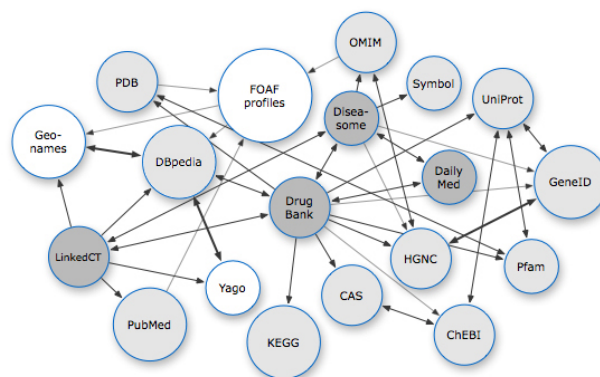 OMIM
FOAF
profiles
PDB
Symbol
Disea-
some
UniProt
Geo-
names
DBpedia
Daily
Med
GeneID
Drug
Bank
LinkedCT
HGNC
Pfam
Yago
CAS
PubMed
KEGG
ChEBI